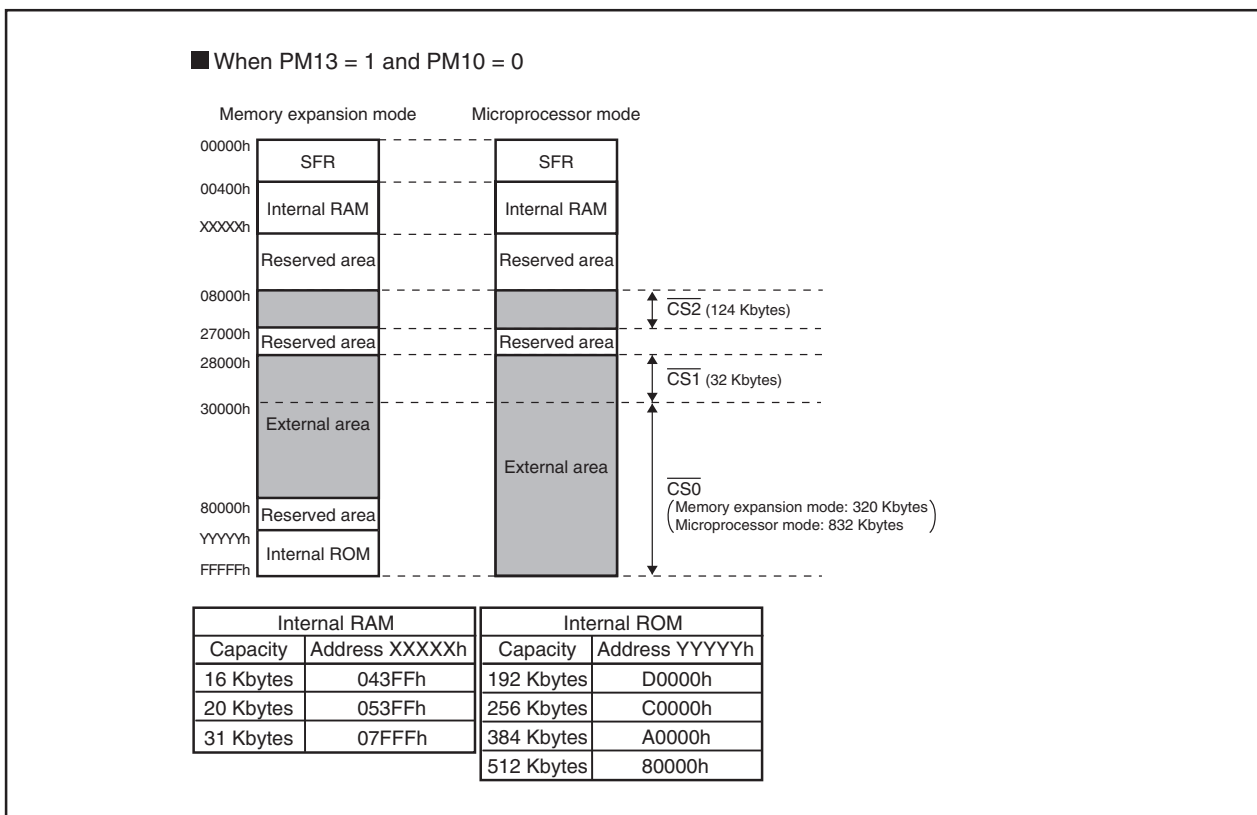 ■ When PM13 = 1 and PM10 = 0
Memory expansion mode
Microprocessor mode
00000h
SFR
SFR
00400h
Internal RAM
Internal RAM
XXXXXh
Reserved area
Reserved area
08000h
CS2 (124 Kbytes)
27000h
Reserved area
Reserved area
28000h
CS1 (32 Kbytes)
30000h
External area
External area
CS0
(Memory expansion mode: 320 Kbytes
Microprocessor mode: 832 Kbytes)
80000h
Reserved area
YYYYYh
Internal ROM
FFFFFh
Internal RAM
Capacity Address XXXXXh
16 Kbytes 043FFh
20 Kbytes 053FFh
31 Kbytes 07FFFh
Internal ROM
Capacity Address YYYYYh
192 Kbytes D0000h
256 Kbytes C0000h
384 Kbytes A0000h
512 Kbytes 80000h